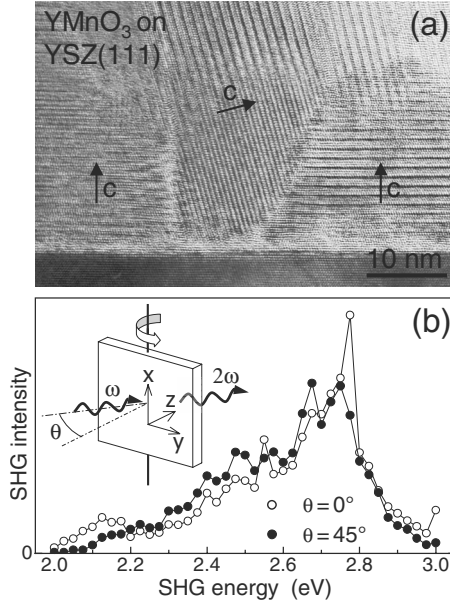 YMnO₃ on
YSZ(111)
(a)
c
c
c
10 nm
(b)
SHG intensity
0
ω
2ω
x
z
y
θ
θ = 0°
θ = 45°
2.0 2.2 2.4 2.6 2.8 3.0
SHG energy (eV)